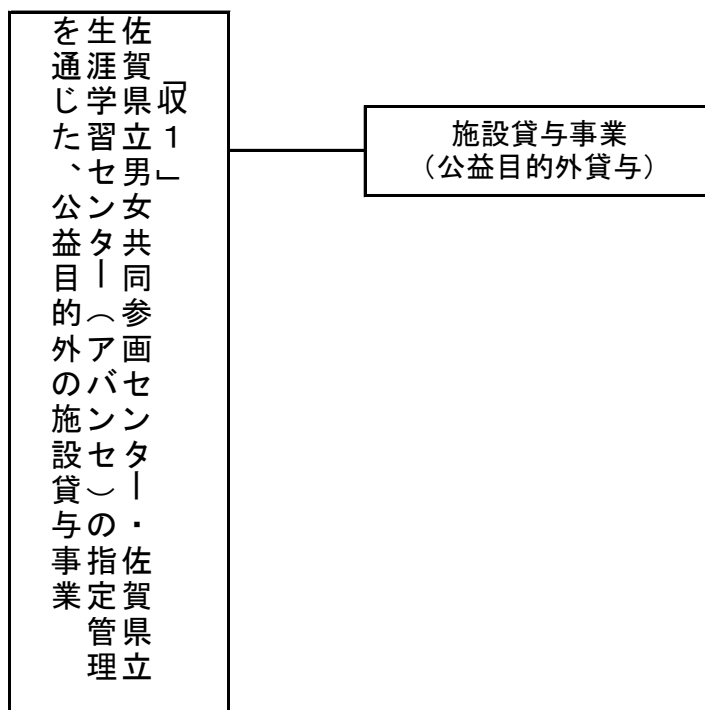 「収１」
佐賀県立男女共同参画センター・佐賀県立
生涯学習センター（アバンセ）の指定管理
を通じた、公益目的外の施設貸与事業
施設貸与事業
（公益目的外貸与）